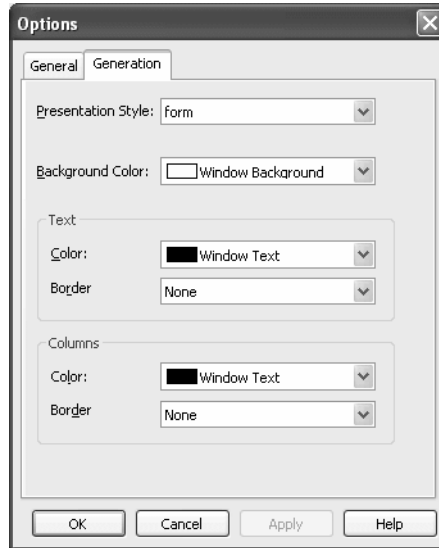 Options
General Generation
Presentation Style: form
Background Color: Window Background
Text
Color: Window Text
Border None
Columns
Color: Window Text
Border None
OK Cancel Apply Help